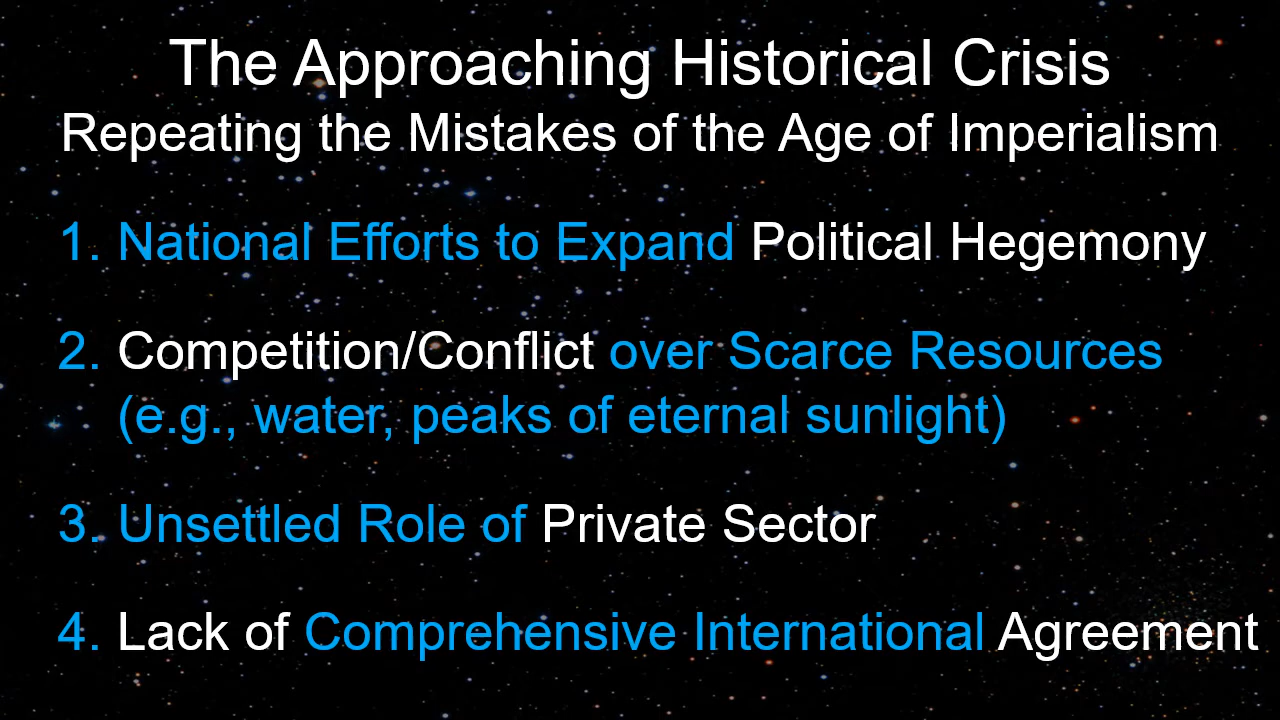 The Approaching Historical Crisis
Repeating the Mistakes of the Age of Imperialism
1. National Efforts to Expand Political Hegemony
2. Competition/Conflict over Scarce Resources
(e.g., water, peaks of eternal sunlight)
3. Unsettled Role of Private Sector
4. Lack of Comprehensive International Agreement